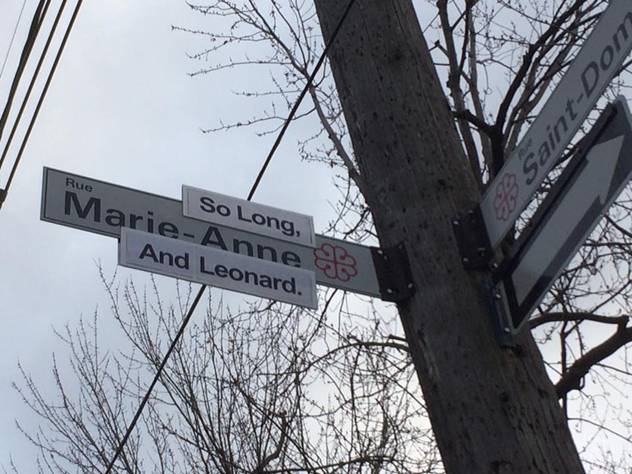 So Long,
Rue
Marie-Anne
And Leonard.
Rue
Saint-Dom